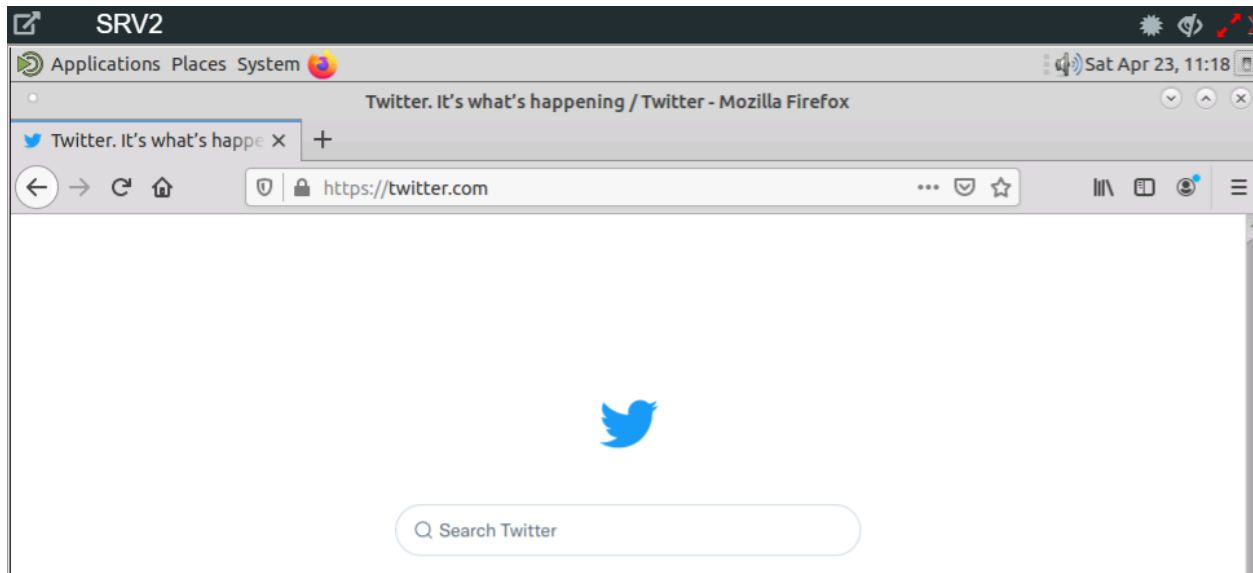 SRV2
Applications Places System Sat Apr 23, 11:18
Twitter. It’s what’s happening / Twitter - Mozilla Firefox
Twitter. It’s what’s happe
https://twitter.com
Search Twitter